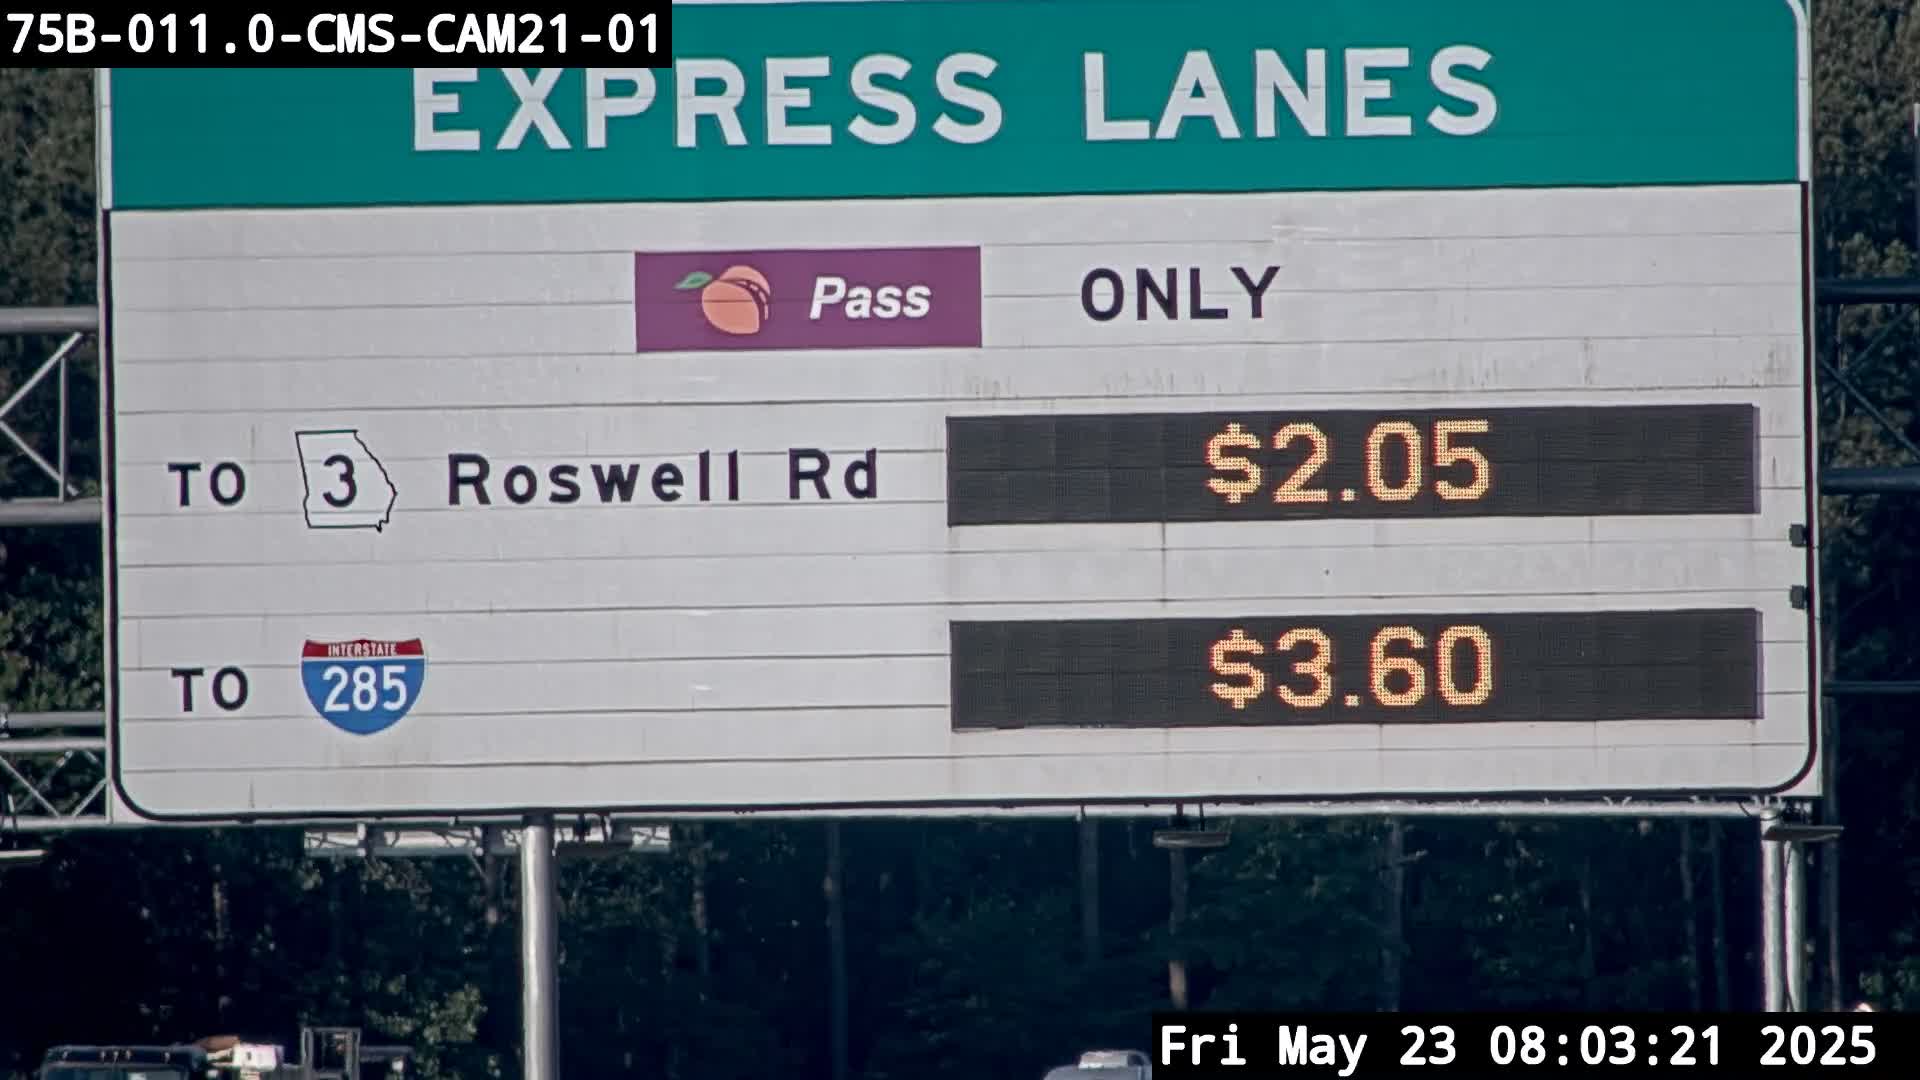 75B-011.0-CMS-CAM21-01
EXPRESS LANES
Pass ONLY
TO 3 Roswell Rd $2.05
TO INTERSTATE 285 $3.60
Fri May 23 08:03:21 2025